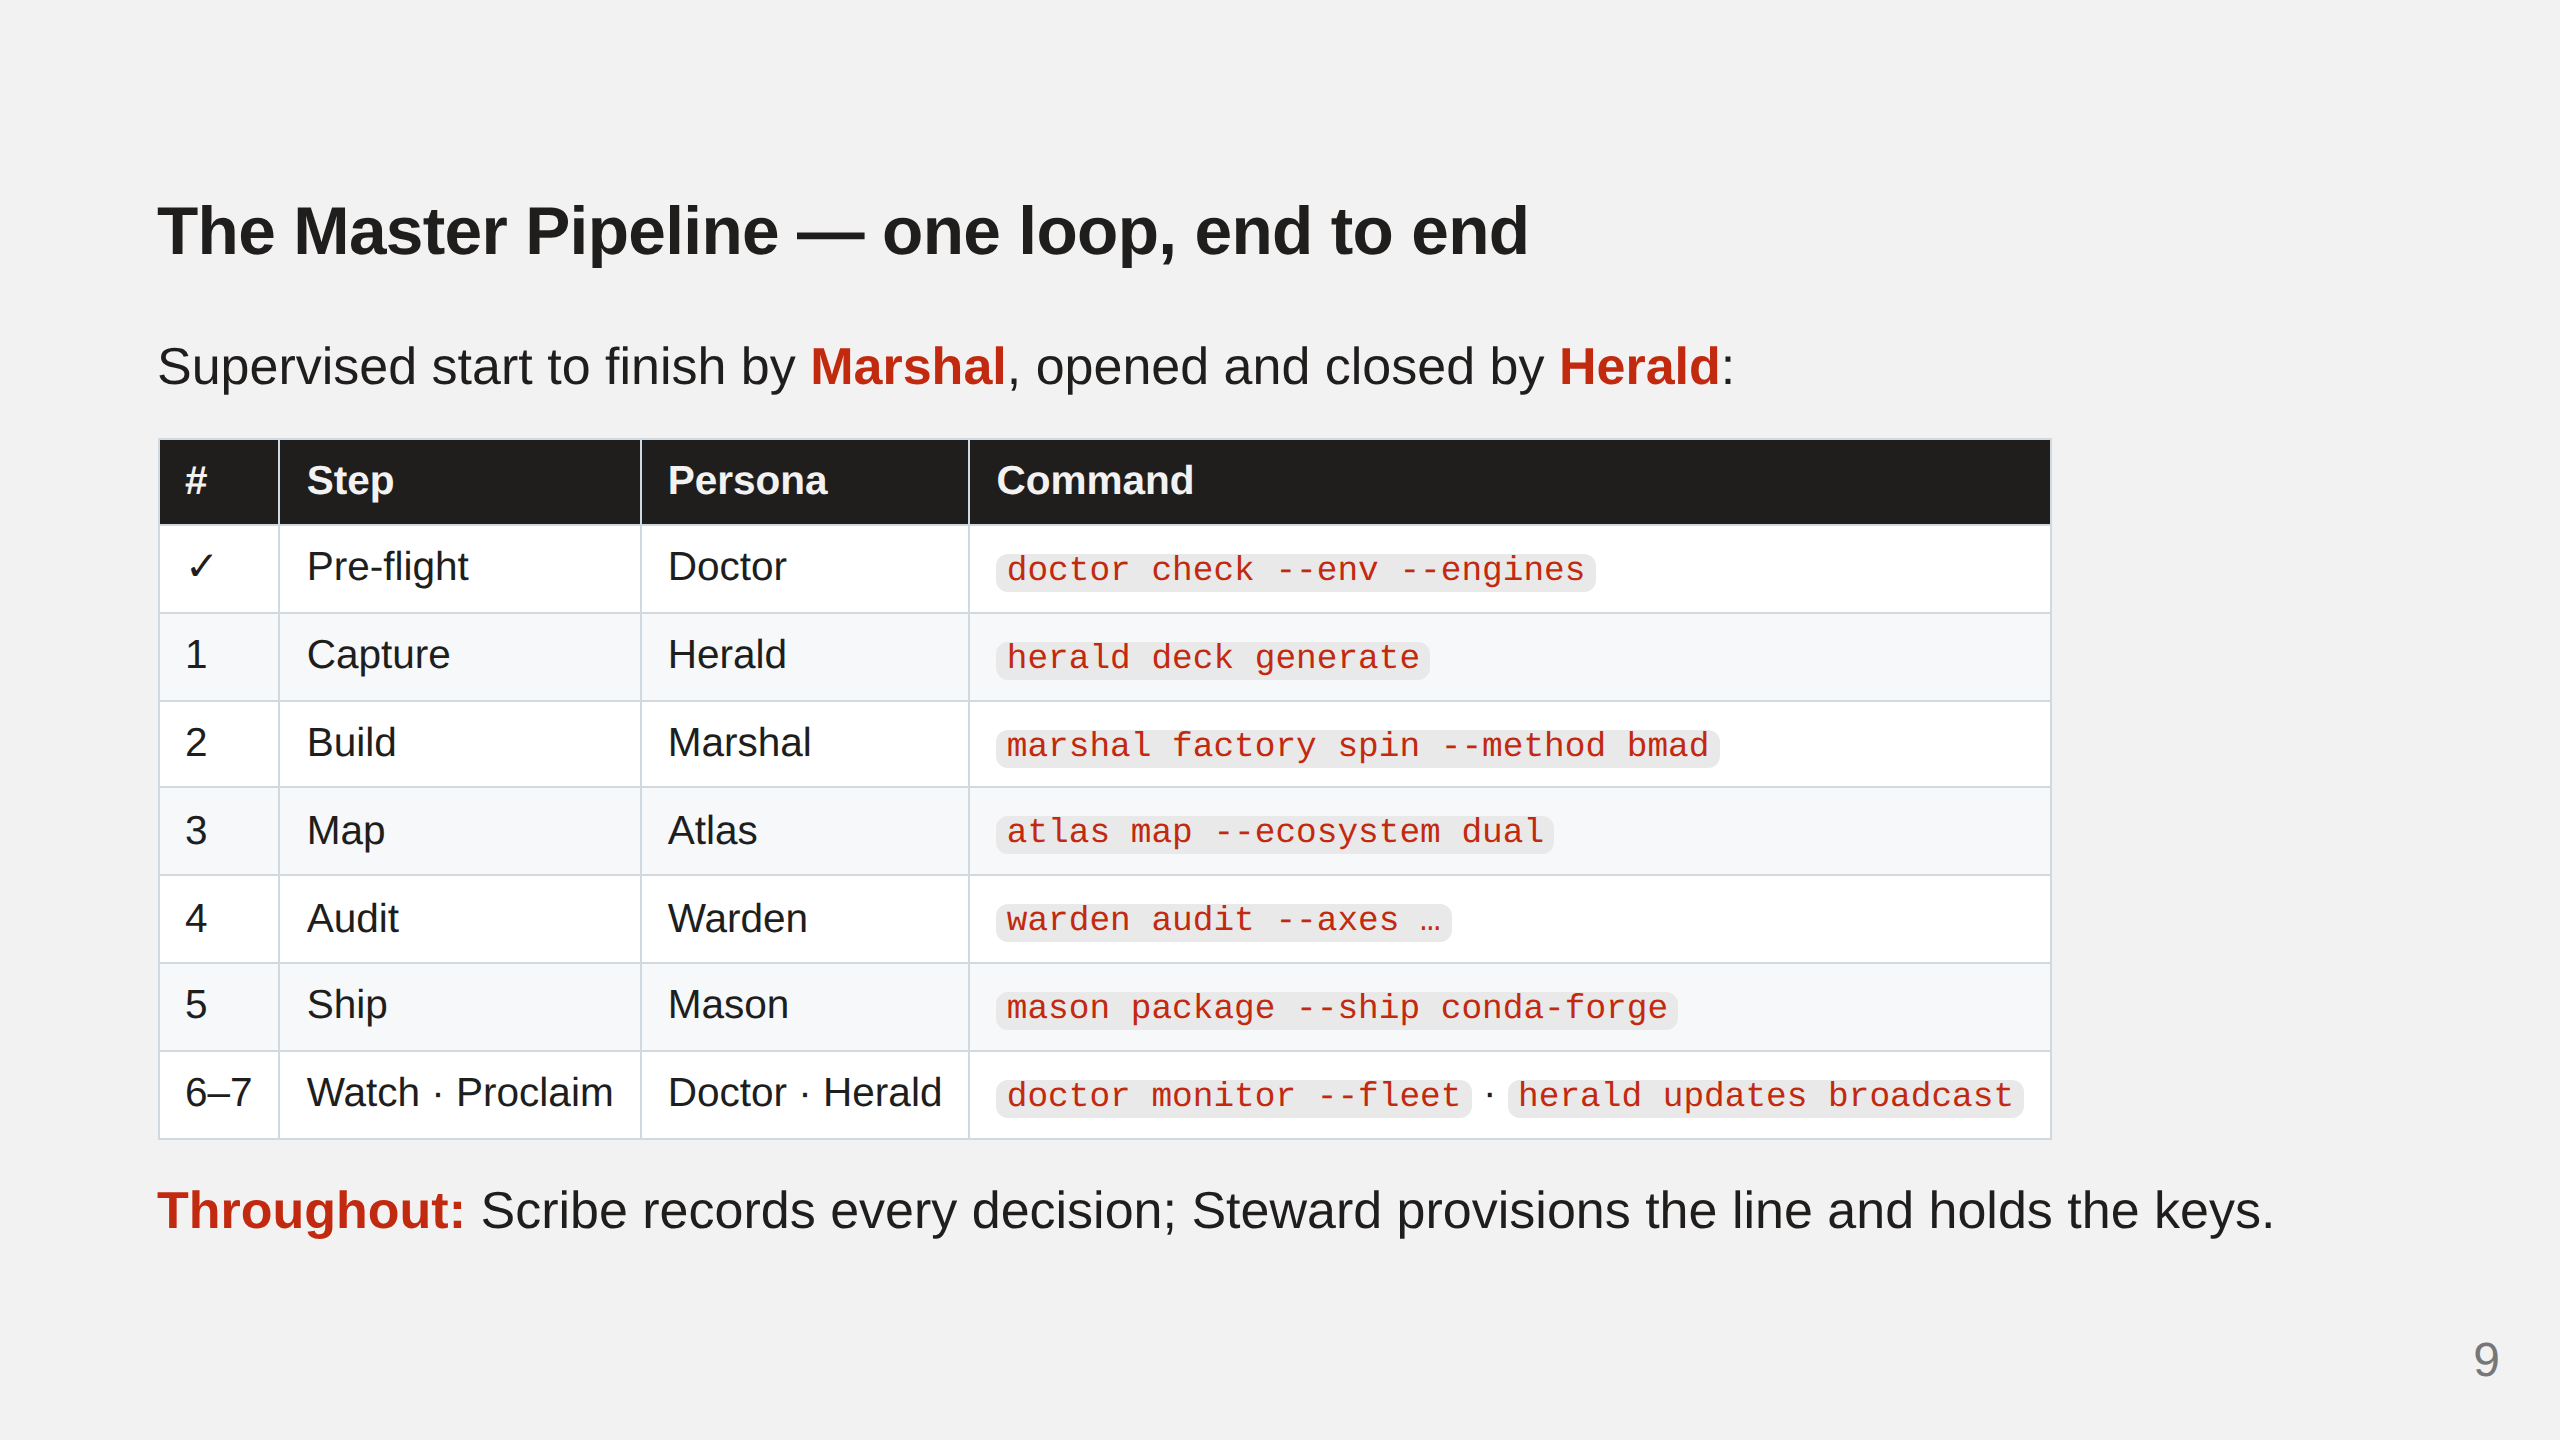 The Master Pipeline — one loop, end to end
Supervised start to finish by Marshal, opened and closed by Herald:
# Step Persona Command
✓ Pre-flight Doctor doctor check --env --engines
1 Capture Herald herald deck generate
2 Build Marshal marshal factory spin --method bmad
3 Map Atlas atlas map --ecosystem dual
4 Audit Warden warden audit --axes …
5 Ship Mason mason package --ship conda-forge
6–7 Watch · Proclaim Doctor · Herald doctor monitor --fleet · herald updates broadcast
Throughout: Scribe records every decision; Steward provisions the line and holds the keys.
9